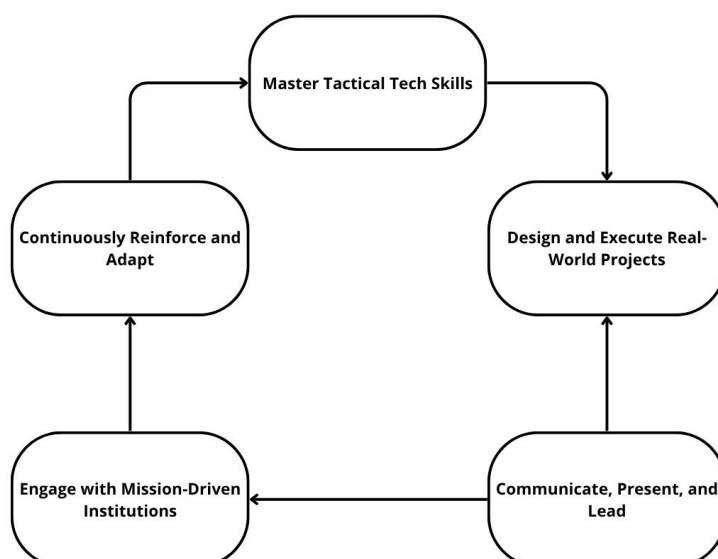 Master Tactical Tech Skills
Continuously Reinforce and
Adapt
Design and Execute Real-
World Projects
Engage with Mission-Driven
Institutions
Communicate, Present, and
Lead